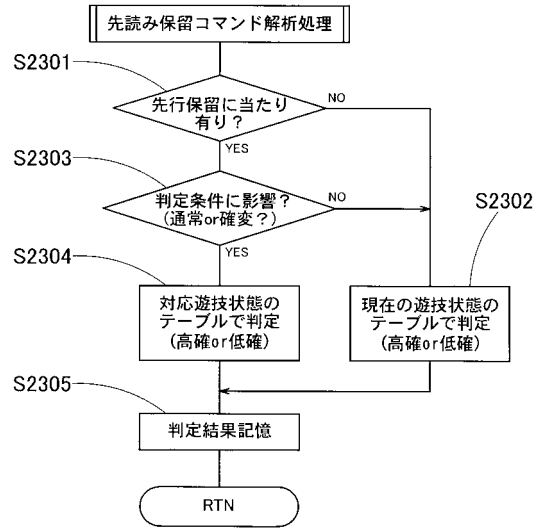 先読み保留コマンド解析処理
S2301
先行保留に当たり
有り？
NO
YES
S2303
判定条件に影響？
(通常or確変？)
NO
YES
S2302
S2304
対応遊技状態の
テーブルで判定
(高確or低確)
現在の遊技状態の
テーブルで判定
(高確or低確)
S2305
判定結果記憶
RTN